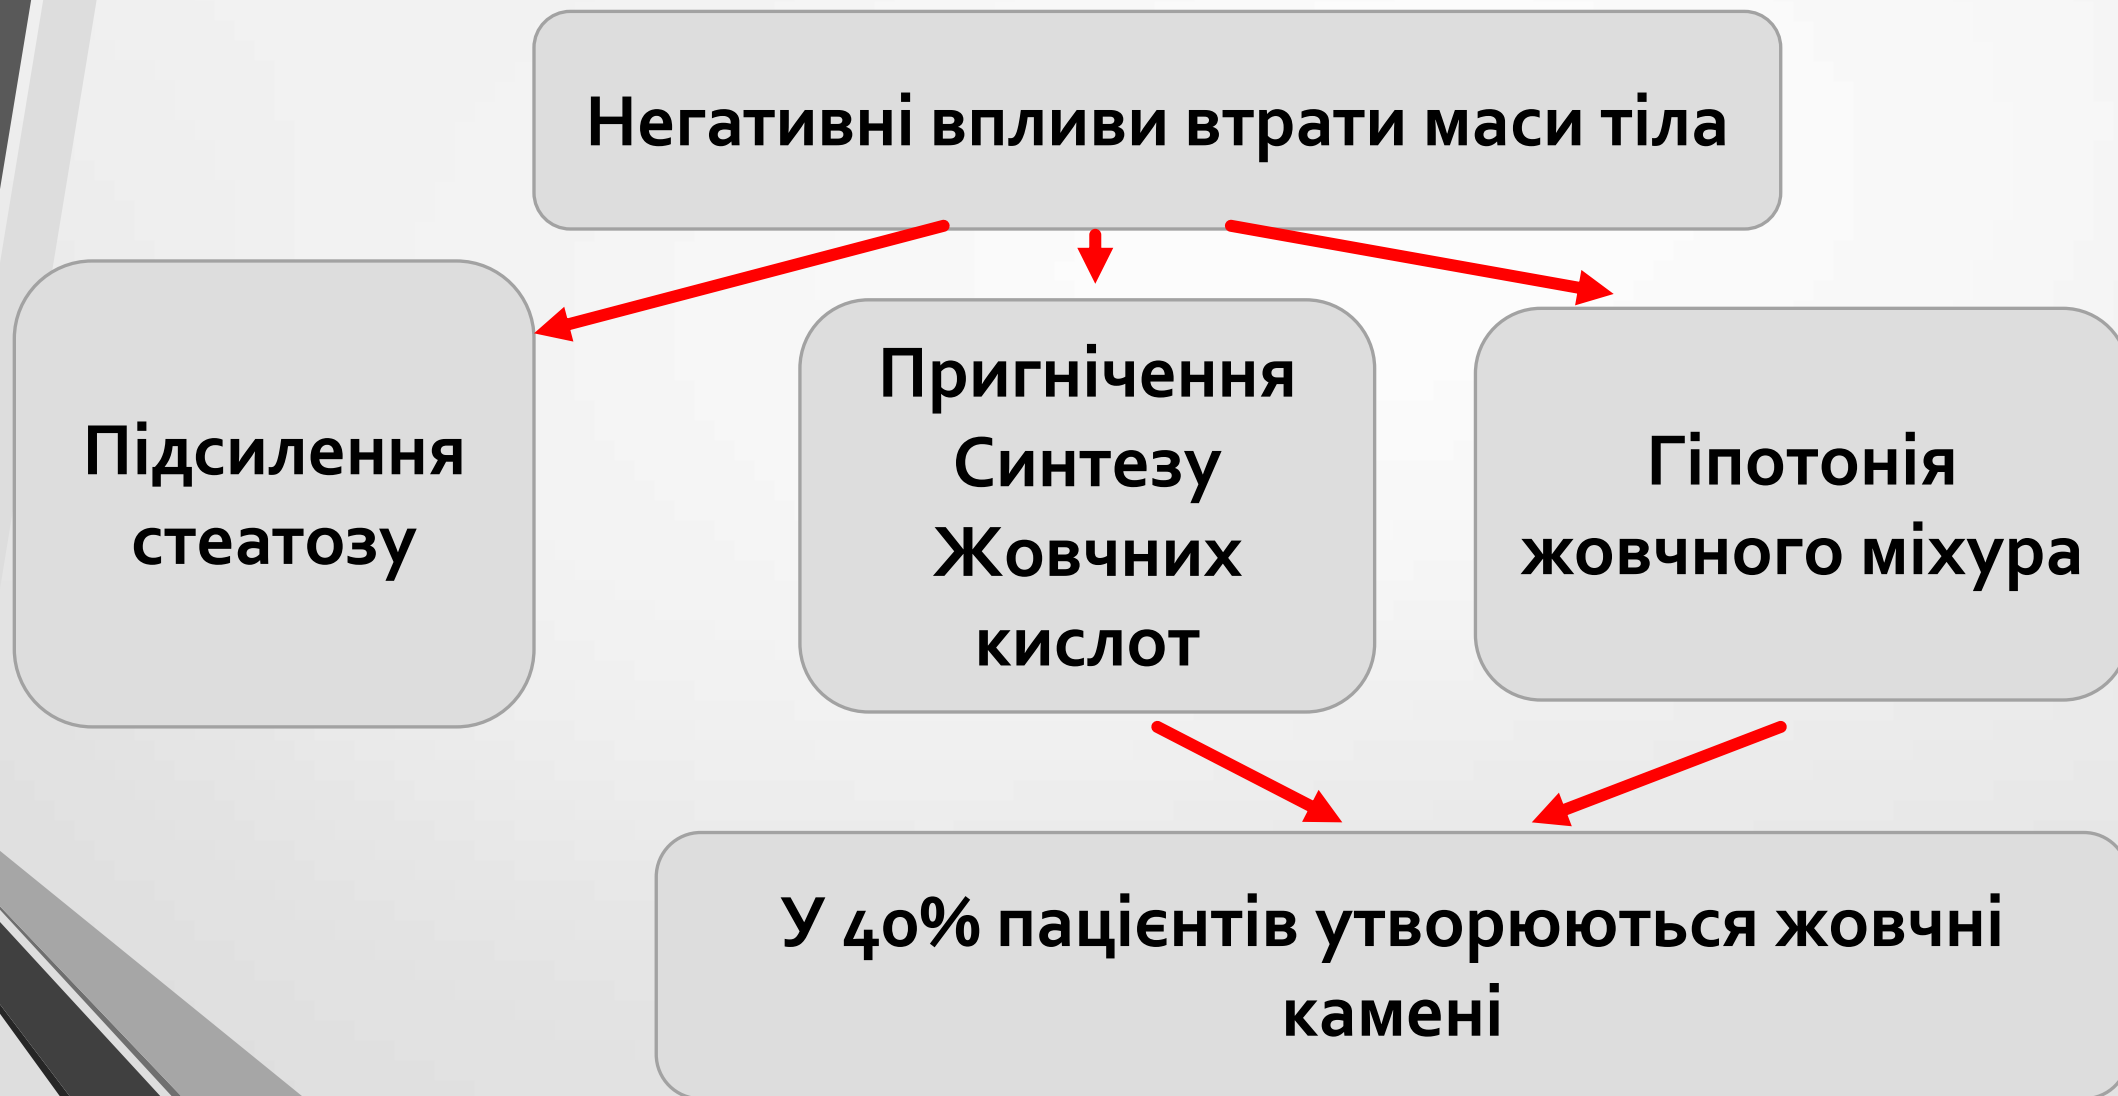 Негативні впливи втрати маси тіла
Підсилення
стеатозу
Пригнічення
Синтезу
Жовчних
кислот
Гіпотонія
жовчного міхура
У 40% пацієнтів утворюються жовчні
камені